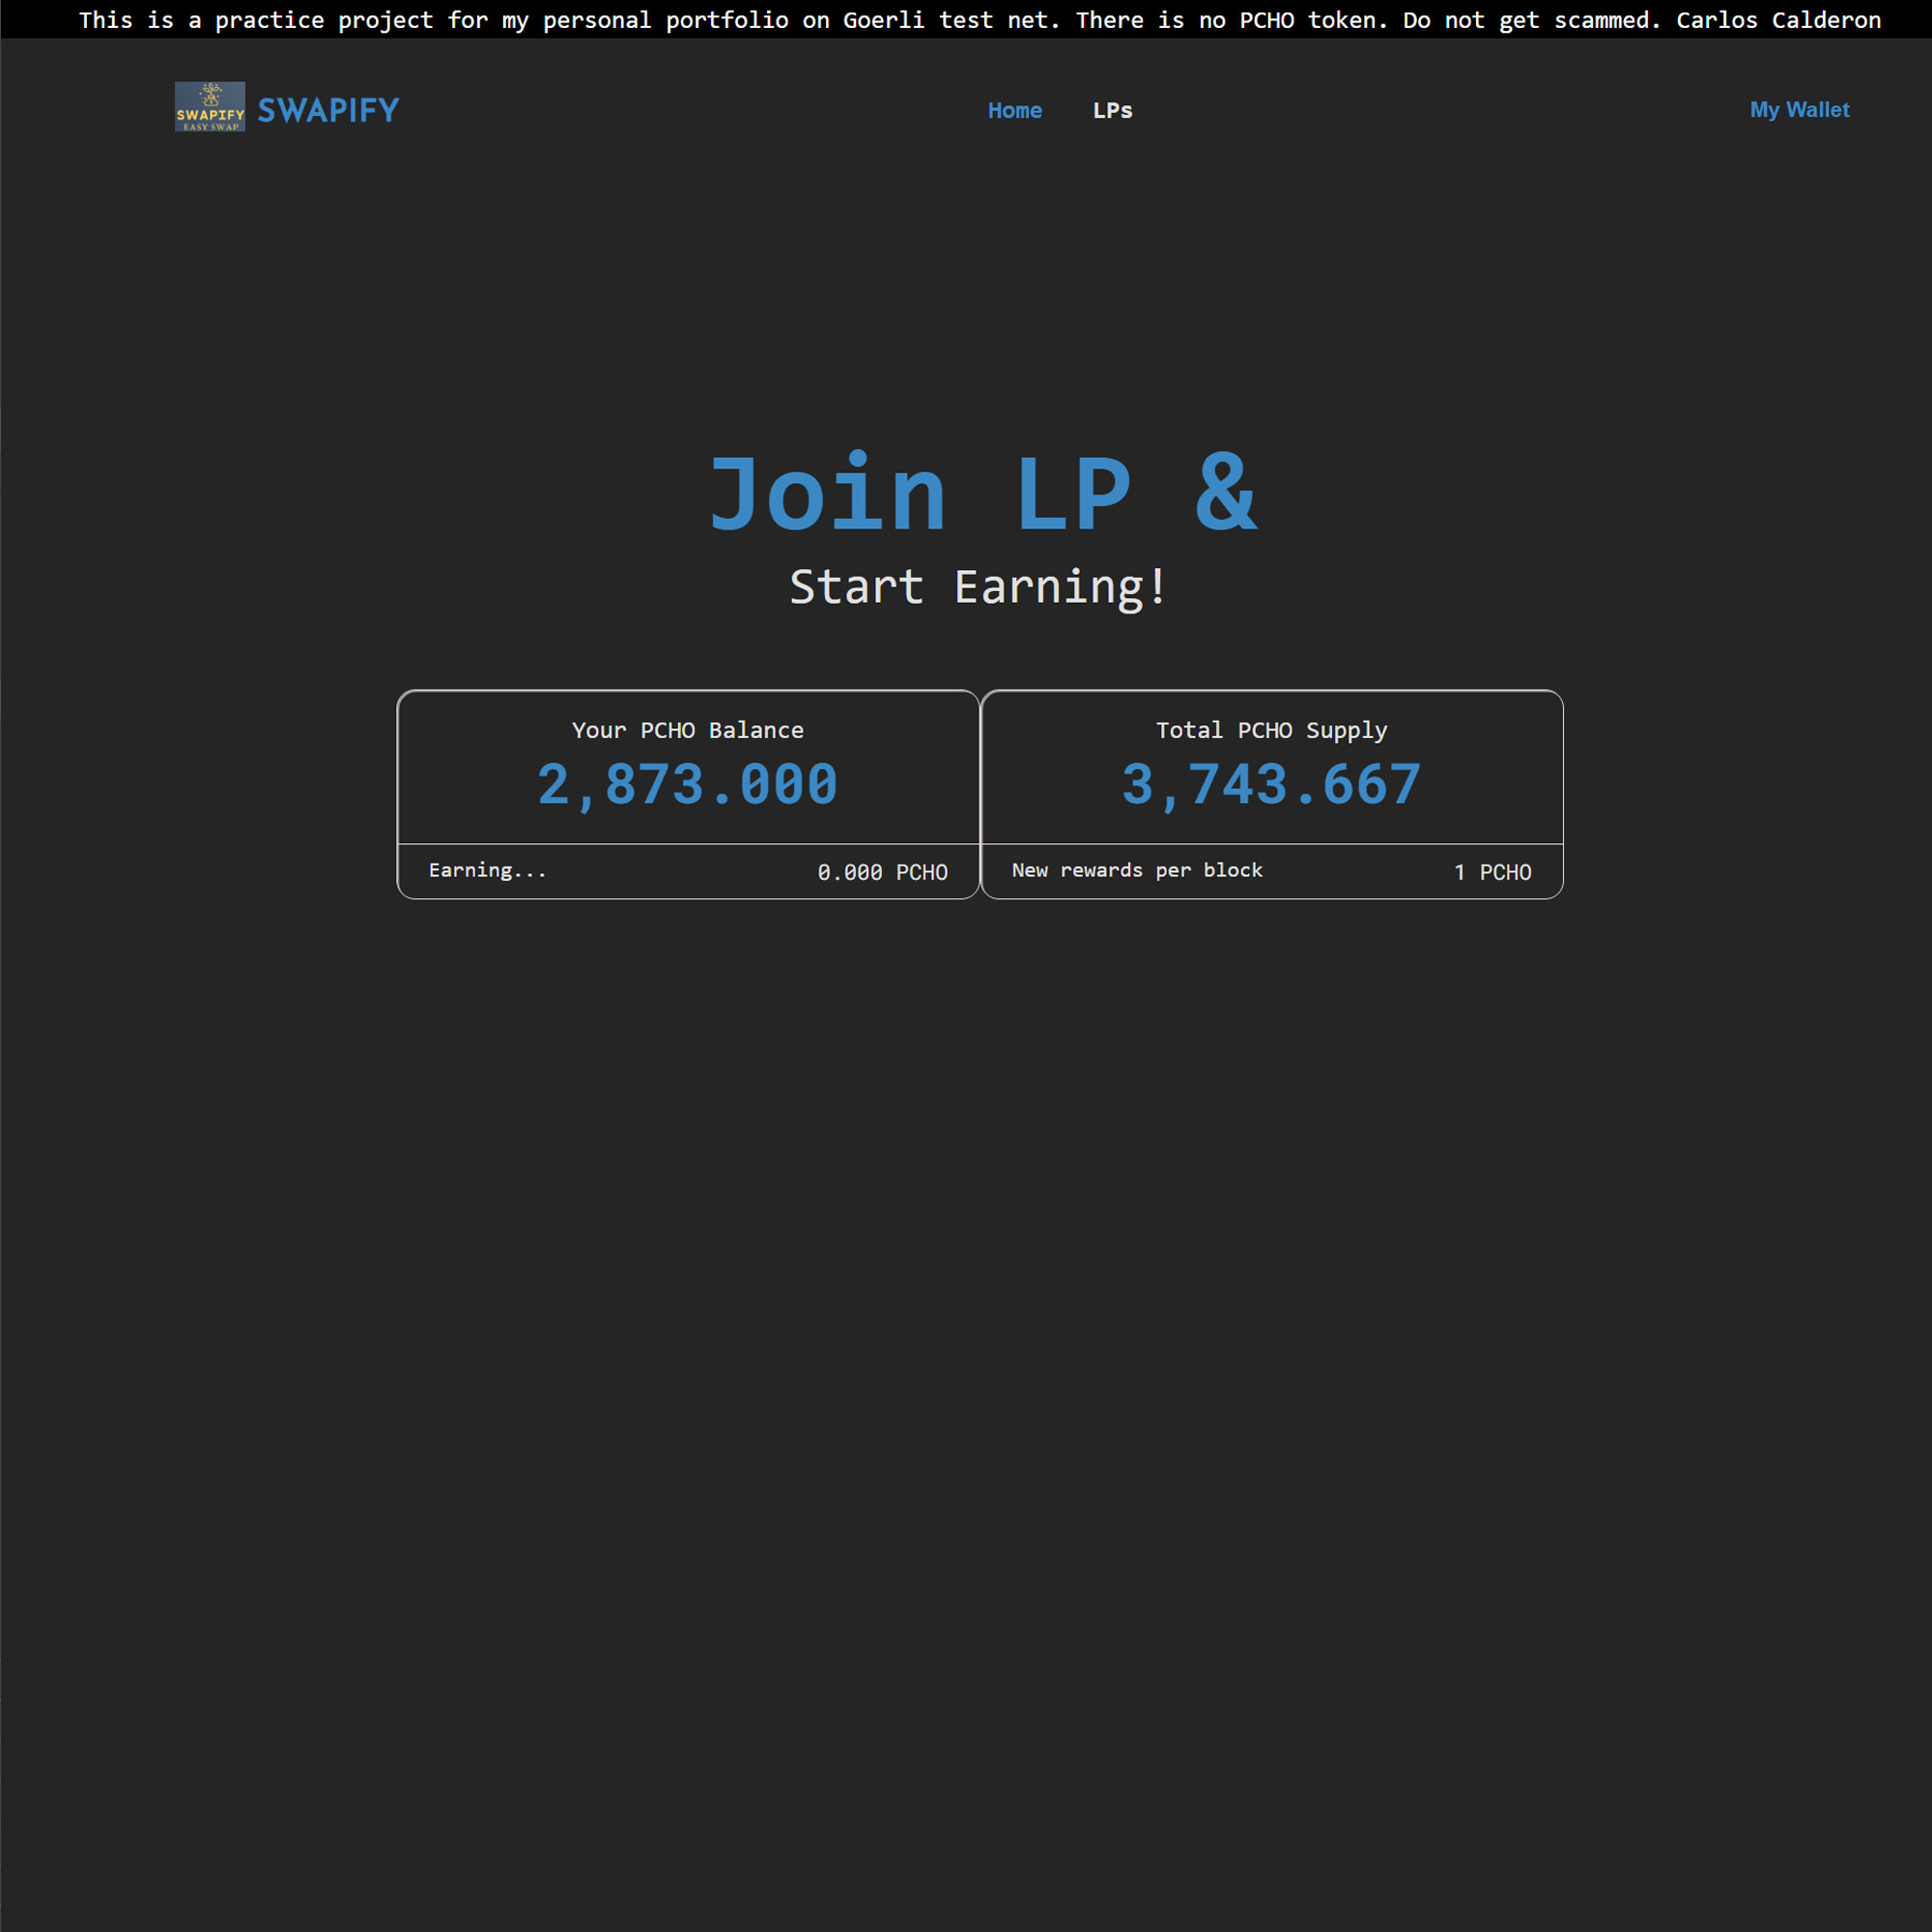 This is a practice project for my personal portfolio on Goerli test net. There is no PCHO token. Do not get scammed. Carlos Calderon
SWAPIFY
EASY SWAP
SWAPIFY
Home
LPs
My Wallet
Join LP &
Start Earning!
Your PCHO Balance
2,873.000
Earning...
0.000 PCHO
Total PCHO Supply
3,743.667
New rewards per block
1 PCHO